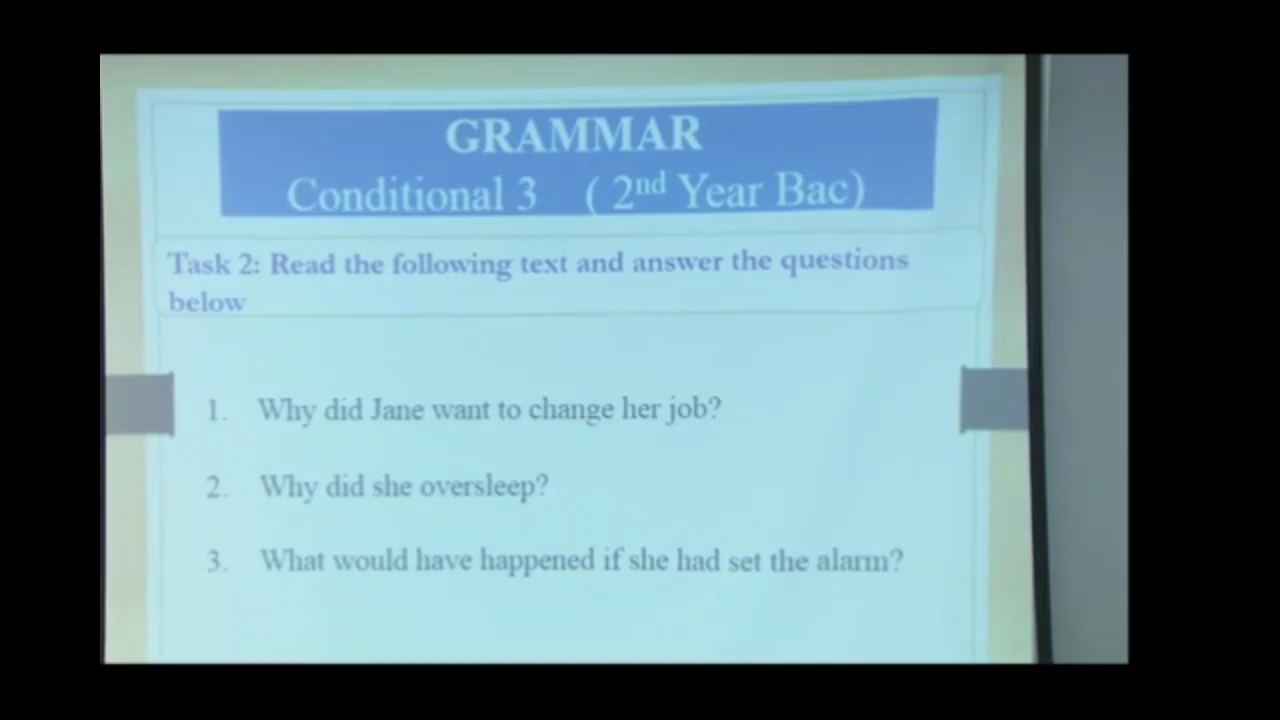 GRAMMAR
Conditional 3 ( 2nd Year Bac)
Task 2: Read the following text and answer the questions
below
1. Why did Jane want to change her job?
2. Why did she oversleep?
3. What would have happened if she had set the alarm?